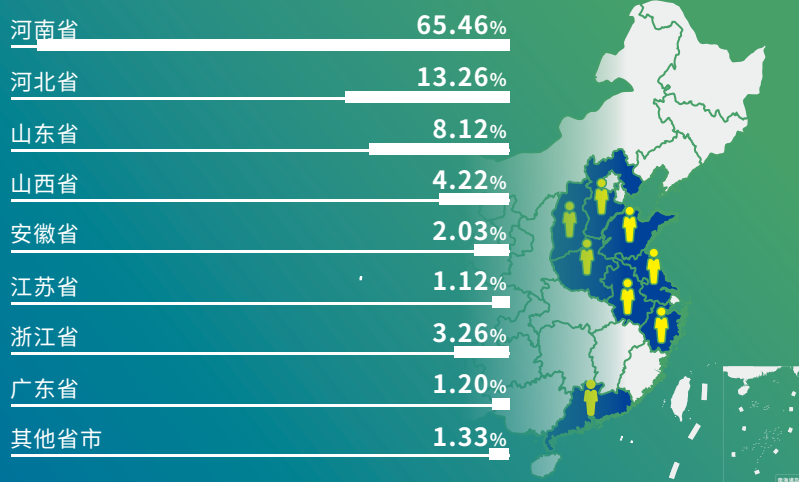 河南省 65.46%
河北省 13.26%
山东省 8.12%
山西省 4.22%
安徽省 2.03%
江苏省 1.12%
浙江省 3.26%
广东省 1.20%
其他省市 1.33%